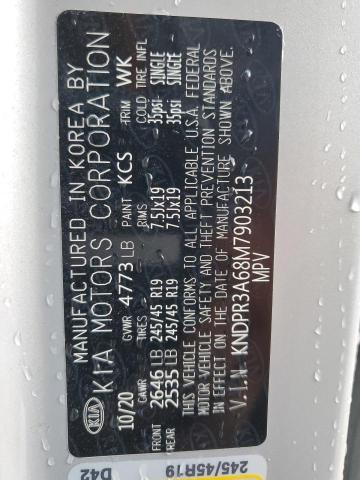 MANUFACTURED IN KOREA BY
KIA KIA MOTORS CORPORATION
10/20 GVWR 4773 LB PAINT KCS TRIM WK
GAWR TIRES RIMS COLD TIRE INFL
FRONT 2646 LB 245/45 R19 7.5Jx19 35psi SINGLE
REAR 2535 LB 245/45 R19 7.5Jx19 35psi SINGLE
THIS VEHICLE CONFORMS TO ALL APPLICABLE U.S.A. FEDERAL
MOTOR VEHICLE SAFETY AND THEFT PREVENTION STANDARDS
IN EFFECT ON THE DATE OF MANUFACTURE SHOWN ABOVE.
V.I.N. KNDPR3A68M7903213
MPV
245/45R19 D42